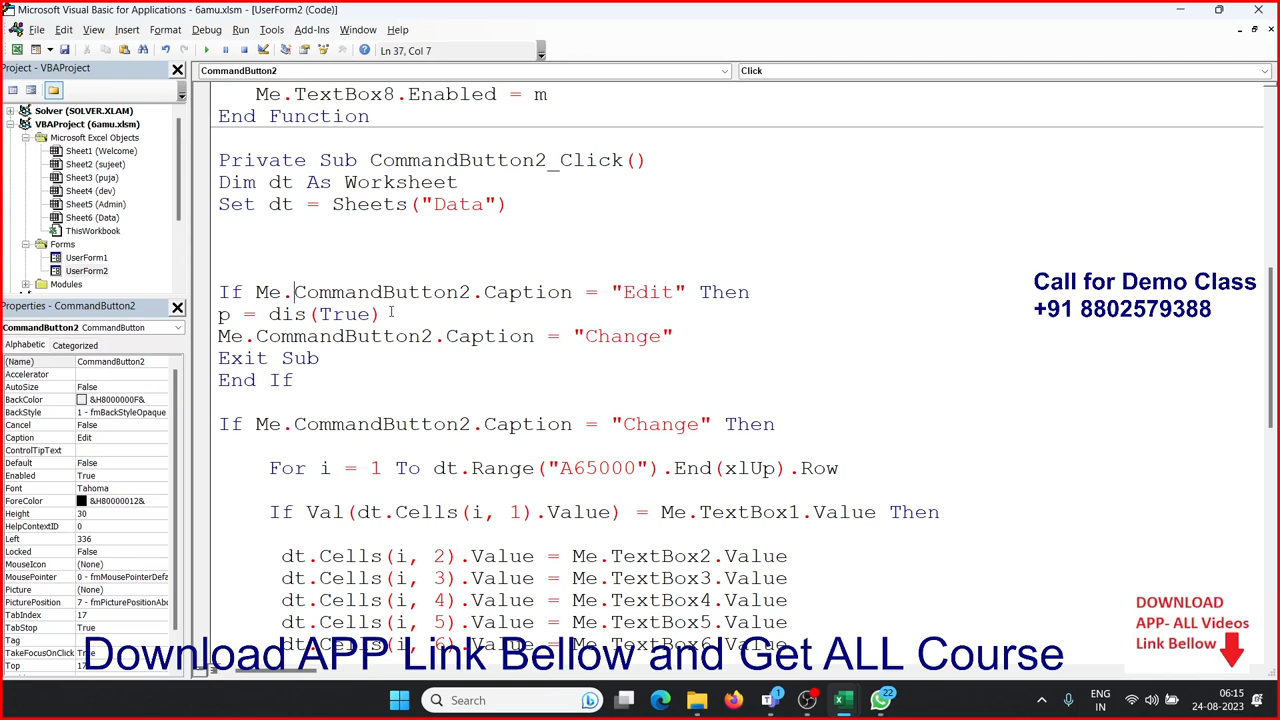 Microsoft Visual Basic for Applications - 6amu.xlsm - [UserForm2 (Code)]
File Edit View Insert Format Debug Run Tools Add-Ins Window Help
Ln 37, Col 7
Project - VBAProject
CommandButton2
Click
Solver (SOLVER.XLAM)
VBAProject (6amu.xlsm)
Microsoft Excel Objects
Sheet1 (Welcome)
Sheet2 (sujeet)
Sheet3 (puja)
Sheet4 (dev)
Sheet5 (Admin)
Sheet6 (Data)
ThisWorkbook
Forms
UserForm1
UserForm2
Modules
Properties - CommandButton2
CommandButton2 CommandButton
Alphabetic Categorized
(Name) CommandButton2
Accelerator
AutoSize False
BackColor &H8000000F&
BackStyle 1 - fmBackStyleOpaque
Cancel False
Caption Edit
ControlTipText
Default False
Enabled True
Font Tahoma
ForeColor &H80000012&
Height 30
HelpContextID 0
Left 336
Locked False
MouseIcon (None)
MousePointer 0 - fmMousePointerDefa
Picture (None)
PicturePosition 7 - fmPicturePositionAbo
TabIndex 17
TabStop True
Tag
TakeFocusOnClick
Top
Me.TextBox8.Enabled = m
End Function
Private Sub CommandButton2_Click()
Dim dt As Worksheet
Set dt = Sheets("Data")
If Me.CommandButton2.Caption = "Edit" Then
p = dis(True)
Me.CommandButton2.Caption = "Change"
Exit Sub
End If
If Me.CommandButton2.Caption = "Change" Then
For i = 1 To dt.Range("A65000").End(xlUp).Row
If Val(dt.Cells(i, 1).Value) = Me.TextBox1.Value Then
dt.Cells(i, 2).Value = Me.TextBox2.Value
dt.Cells(i, 3).Value = Me.TextBox3.Value
dt.Cells(i, 4).Value = Me.TextBox4.Value
dt.Cells(i, 5).Value = Me.TextBox5.Value
dt.Cells(i, 6).Value = Me.TextBox6.Value
Call for Demo Class
+91 8802579388
DOWNLOAD
APP- ALL Videos
Link Bellow
Download APP Link Bellow and Get ALL Course
Search
1
22
ENG
IN
06:15
24-08-2023